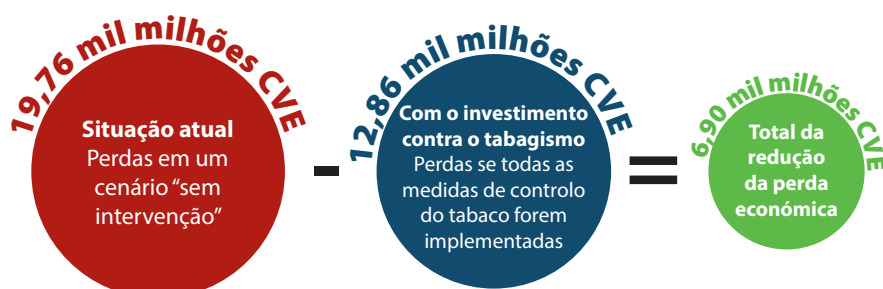 19,76 mil milhões CVE
Situação atual
Perdas em um
cenário “sem
intervenção”
-
12,86 mil milhões CVE
Com o investimento
contra o tabagismo
Perdas se todas as
medidas de controlo
do tabaco forem
implementadas
=
6,90 mil milhões CVE
Total da
redução
da perda
económica